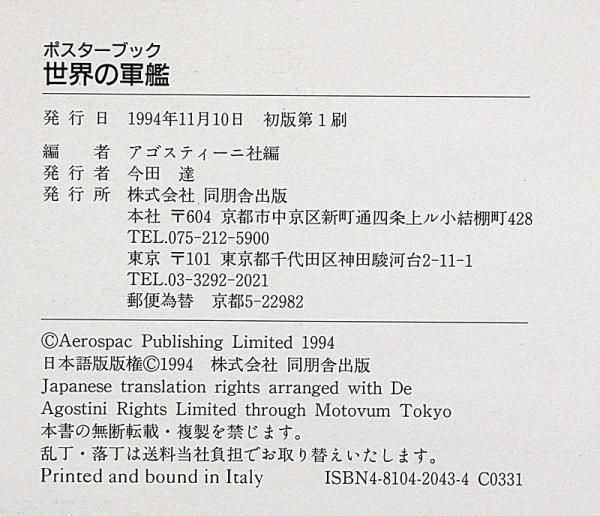 ポスターブック
世界の軍艦
発行日 1994年11月10日 初版第1刷
編者 アゴスティーニ社編
発行者 今田 達
発行所 株式会社 同朋舎出版
本社 〒604 京都市中京区新町通四条上ル小結棚町428
TEL.075-212-5900
東京 〒101 東京都千代田区神田駿河台2-11-1
TEL.03-3292-2021
郵便為替 京都5-22982
©Aerospac Publishing Limited 1994
日本語版版権©1994 株式会社 同朋舎出版
Japanese translation rights arranged with De
Agostini Rights Limited through Motovum Tokyo
本書の無断転載・複製を禁じます。
乱丁・落丁は送料当社負担でお取り替えいたします。
Printed and bound in Italy ISBN4-8104-2043-4 C0331